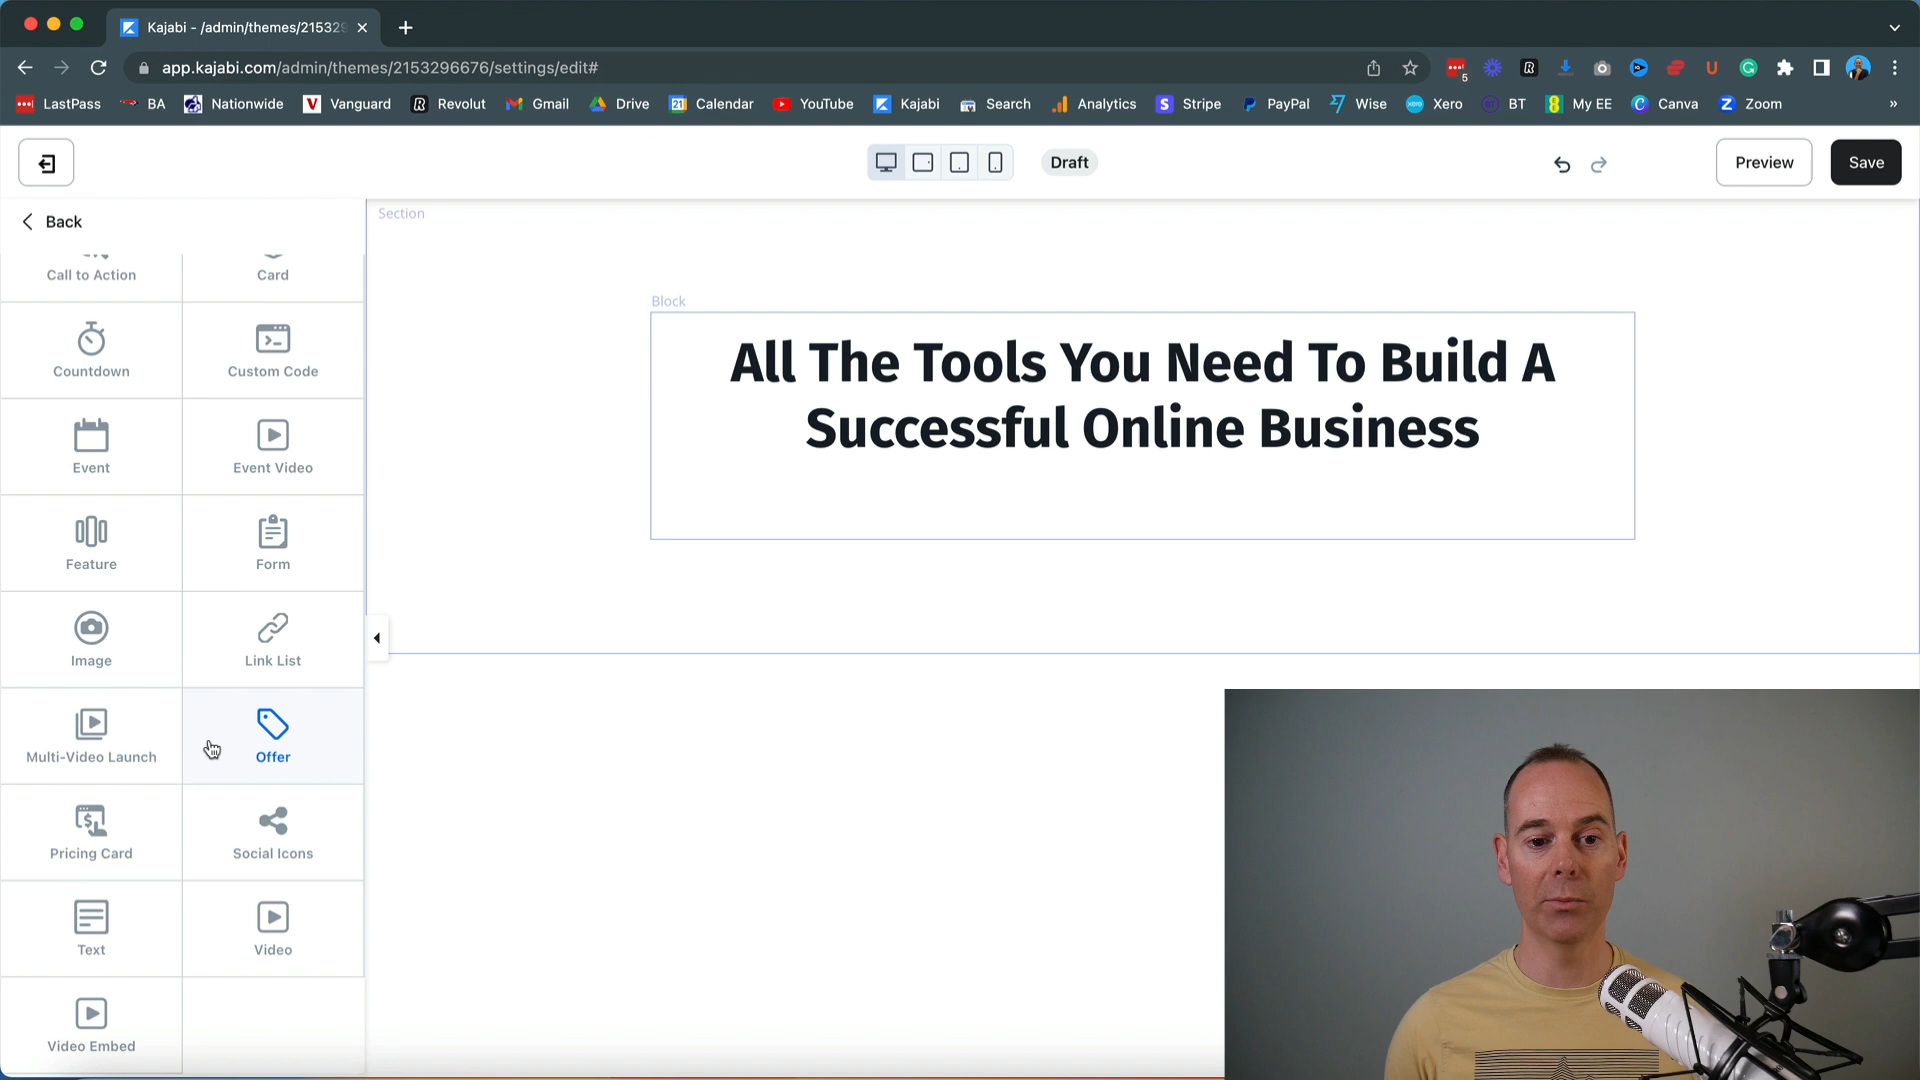 Kajabi - /admin/themes/21532
app.kajabi.com/admin/themes/2153296676/settings/edit#
5
LastPass
BA
Nationwide
Vanguard
Revolut
Gmail
Drive
21
Calendar
YouTube
Kajabi
Search
Analytics
Stripe
PayPal
Wise
Xero
BT
My EE
Canva
Zoom
Draft
Preview
Save
Back
Section
Call to Action
Card
Countdown
Custom Code
Block
All The Tools You Need To Build A
Successful Online Business
Event
Event Video
Feature
Form
Image
Link List
Multi-Video Launch
Offer
Pricing Card
Social Icons
Text
Video
Video Embed